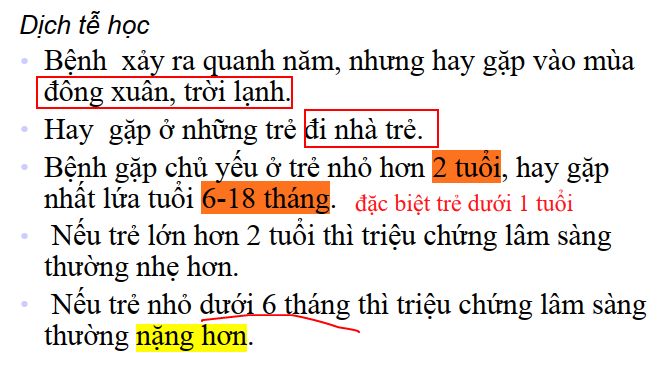 Dịch tễ học
Bệnh xảy ra quanh năm, nhưng hay gặp vào mùa
đông xuân, trời lạnh.
Hay gặp ở những trẻ đi nhà trẻ.
Bệnh gặp chủ yếu ở trẻ nhỏ hơn 2 tuổi, hay gặp
nhất lứa tuổi 6-18 tháng. đặc biệt trẻ dưới 1 tuổi
Nếu trẻ lớn hơn 2 tuổi thì triệu chứng lâm sàng
thường nhẹ hơn.
Nếu trẻ nhỏ dưới 6 tháng thì triệu chứng lâm sàng
thường nặng hơn.